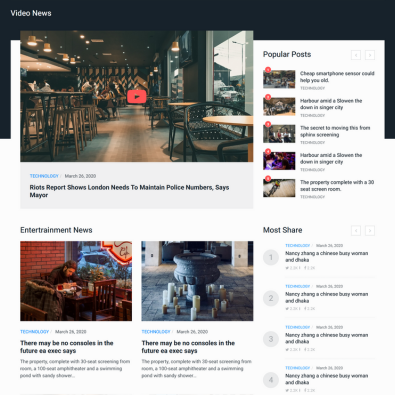 Video News
TECHNOLOGY / March 26, 2020
Riots Report Shows London Needs To Maintain Police Numbers, Says
Mayor
Popular Posts
Cheap smartphone sensor could
help you old.
TECHNOLOGY
Harbour amid a Slowen the
down in singer city
TECHNOLOGY
The secret to moving this from
sphinx screening
TECHNOLOGY
Harbour amid a Slowen the
down in singer city
TECHNOLOGY
The property complete with a 30
seat screen room.
TECHNOLOGY
Entertrainment News
TECHNOLOGY / March 26, 2020
There may be no consoles in the
future ea exec says
The property, complete with 30-seat screening from
room, a 100-seat amphitheater and a swimming
pond with sandy shower...
TECHNOLOGY / March 26, 2020
There may be no consoles in the
future ea exec says
The property, complete with 30-seat screening from
room, a 100-seat amphitheater and a swimming
pond with sandy shower...
Most Share
1
TECHNOLOGY / March 26, 2020
Nancy zhang a chinese busy woman
and dhaka
2
TECHNOLOGY / March 26, 2020
Nancy zhang a chinese busy woman
and dhaka
3
TECHNOLOGY / March 26, 2020
Nancy zhang a chinese busy woman
and dhaka
4
TECHNOLOGY / March 26, 2020
Nancy zhang a chinese busy woman
and dhaka